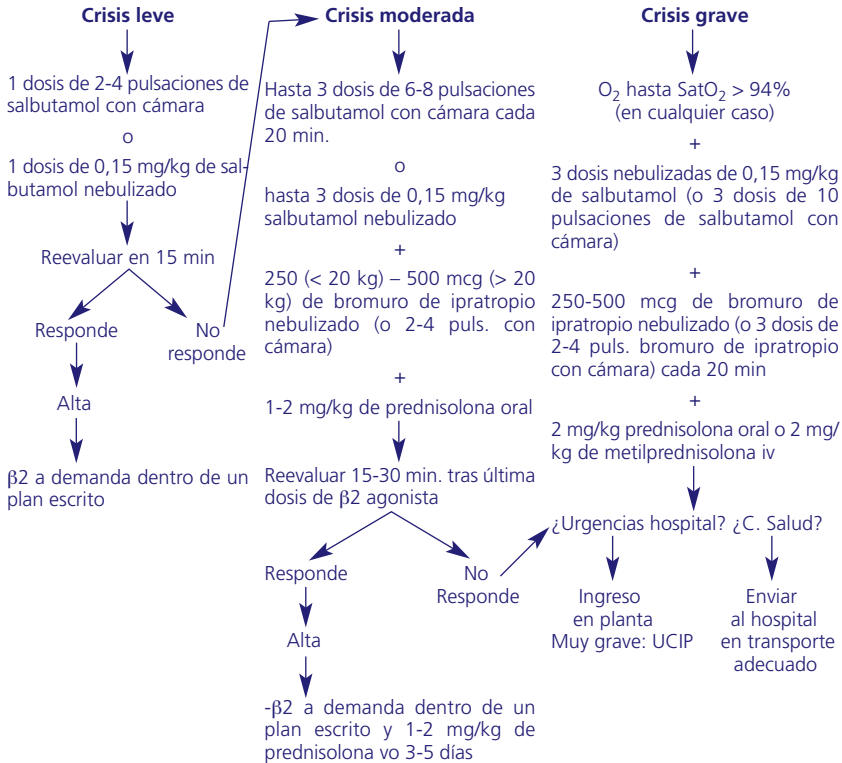 Crisis leve
1 dosis de 2-4 pulsaciones de
salbutamol con cámara
o
1 dosis de 0,15 mg/kg de sal-
butamol nebulizado
Reevaluar en 15 min
Responde
No
responde
Alta
β2 a demanda dentro de un
plan escrito
Crisis moderada
Hasta 3 dosis de 6-8 pulsaciones
de salbutamol con cámara cada
20 min.
o
hasta 3 dosis de 0,15 mg/kg
salbutamol nebulizado
+
250 (< 20 kg) – 500 mcg (> 20
kg) de bromuro de ipratropio
nebulizado (o 2-4 puls. con
cámara)
+
1-2 mg/kg de prednisolona oral
Reevaluar 15-30 min. tras última
dosis de β2 agonista
Responde
No
Responde
Alta
-β2 a demanda dentro de un
plan escrito y 1-2 mg/kg de
prednisolona vo 3-5 días
Crisis grave
O₂ hasta SatO₂ > 94%
(en cualquier caso)
+
3 dosis nebulizadas de 0,15 mg/kg
de salbutamol (o 3 dosis de 10
pulsaciones de salbutamol con
cámara)
+
250-500 mcg de bromuro de
ipratropio nebulizado (o 3 dosis de
2-4 puls. bromuro de ipratropio
con cámara) cada 20 min
+
2 mg/kg prednisolona oral o 2 mg/
kg de metilprednisolona iv
¿Urgencias hospital? ¿C. Salud?
Ingreso
en planta
Muy grave: UCIP
Enviar
al hospital
en transporte
adecuado